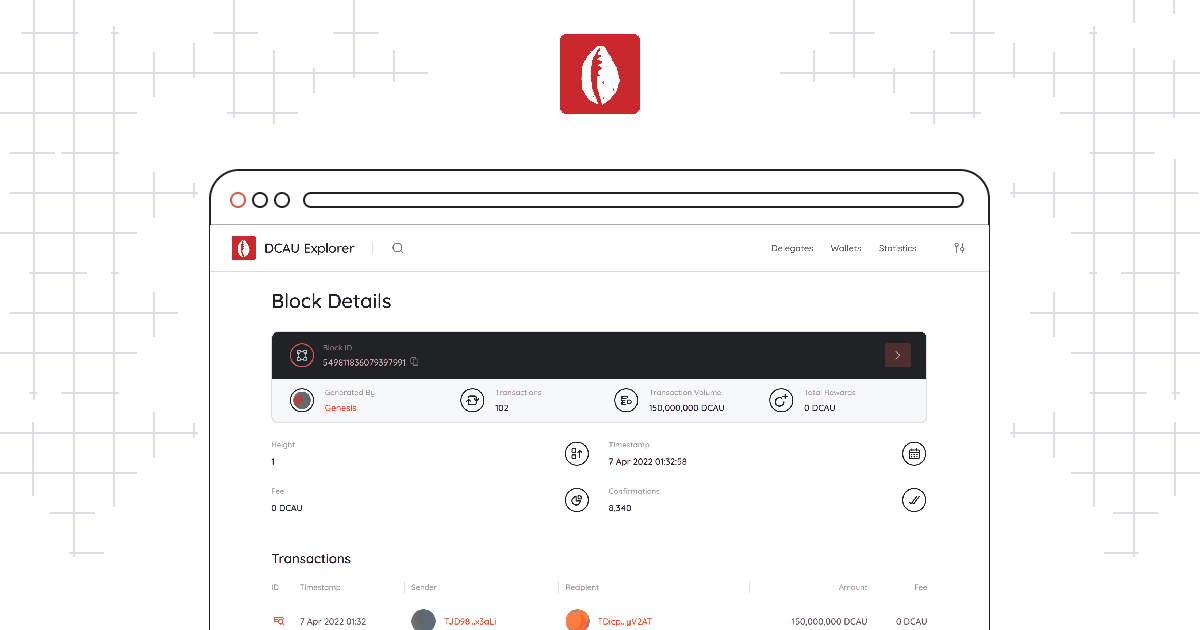 DCAU Explorer
Delegates Wallets Statistics
Block Details
Block ID
549811836079397991
Generated By Transactions Transaction Volume Total Rewards
Genesis 102 150,000,000 DCAU 0 DCAU
Height Timestamp
1 7 Apr 2022 01:32:58
Fee Confirmations
0 DCAU 8,340
Transactions
ID Timestamp Sender Recipient Amount Fee
7 Apr 2022 01:32 TJD98...x3aLi TDicp...yV2AT 150,000,000 DCAU 0 DCAU